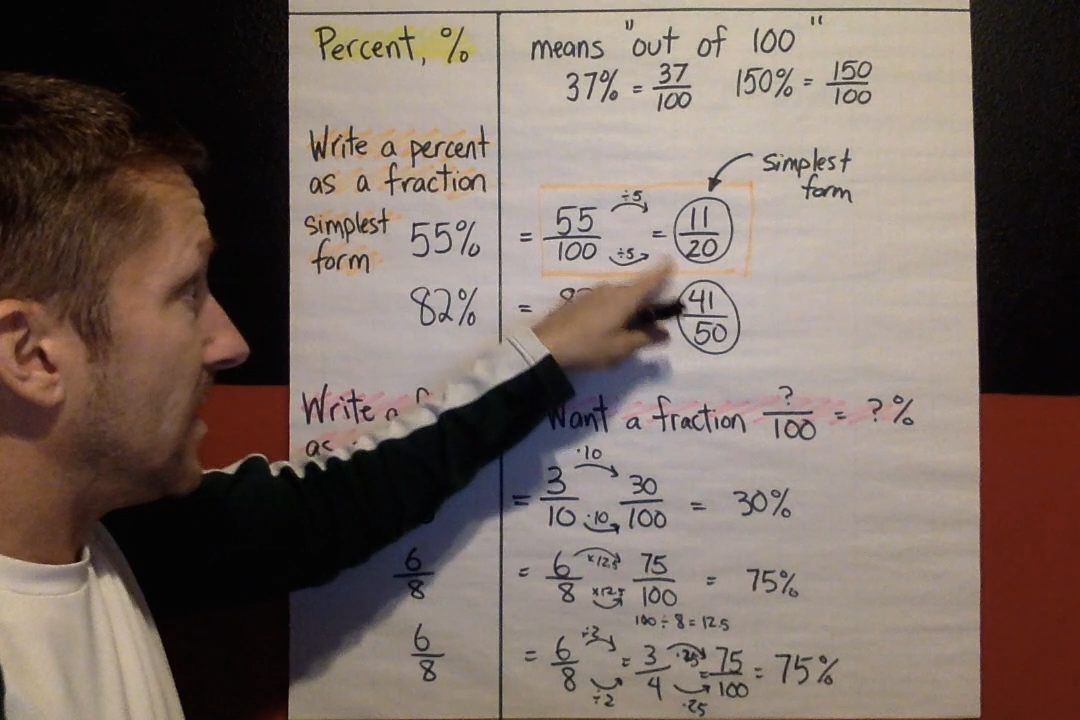 Percent, %
means "out of 100"
37% = 37/100 150% = 150/100
Write a percent
as a fraction
simplest
form
simplest
form
55% = 55/100 ÷5 ÷5 = 11/20
82% = 41/50
Write a
as
Want a fraction ?/100 = ?%
= 3/10 ·10 ·10 30/100 = 30%
6/8 = 6/8 ×12.5 ×12.5 75/100 = 75%
100 ÷ 8 = 12.5
6/8 = 6/8 ÷2 ÷2 = 3/4 ·25 ·25 = 75/100 = 75%